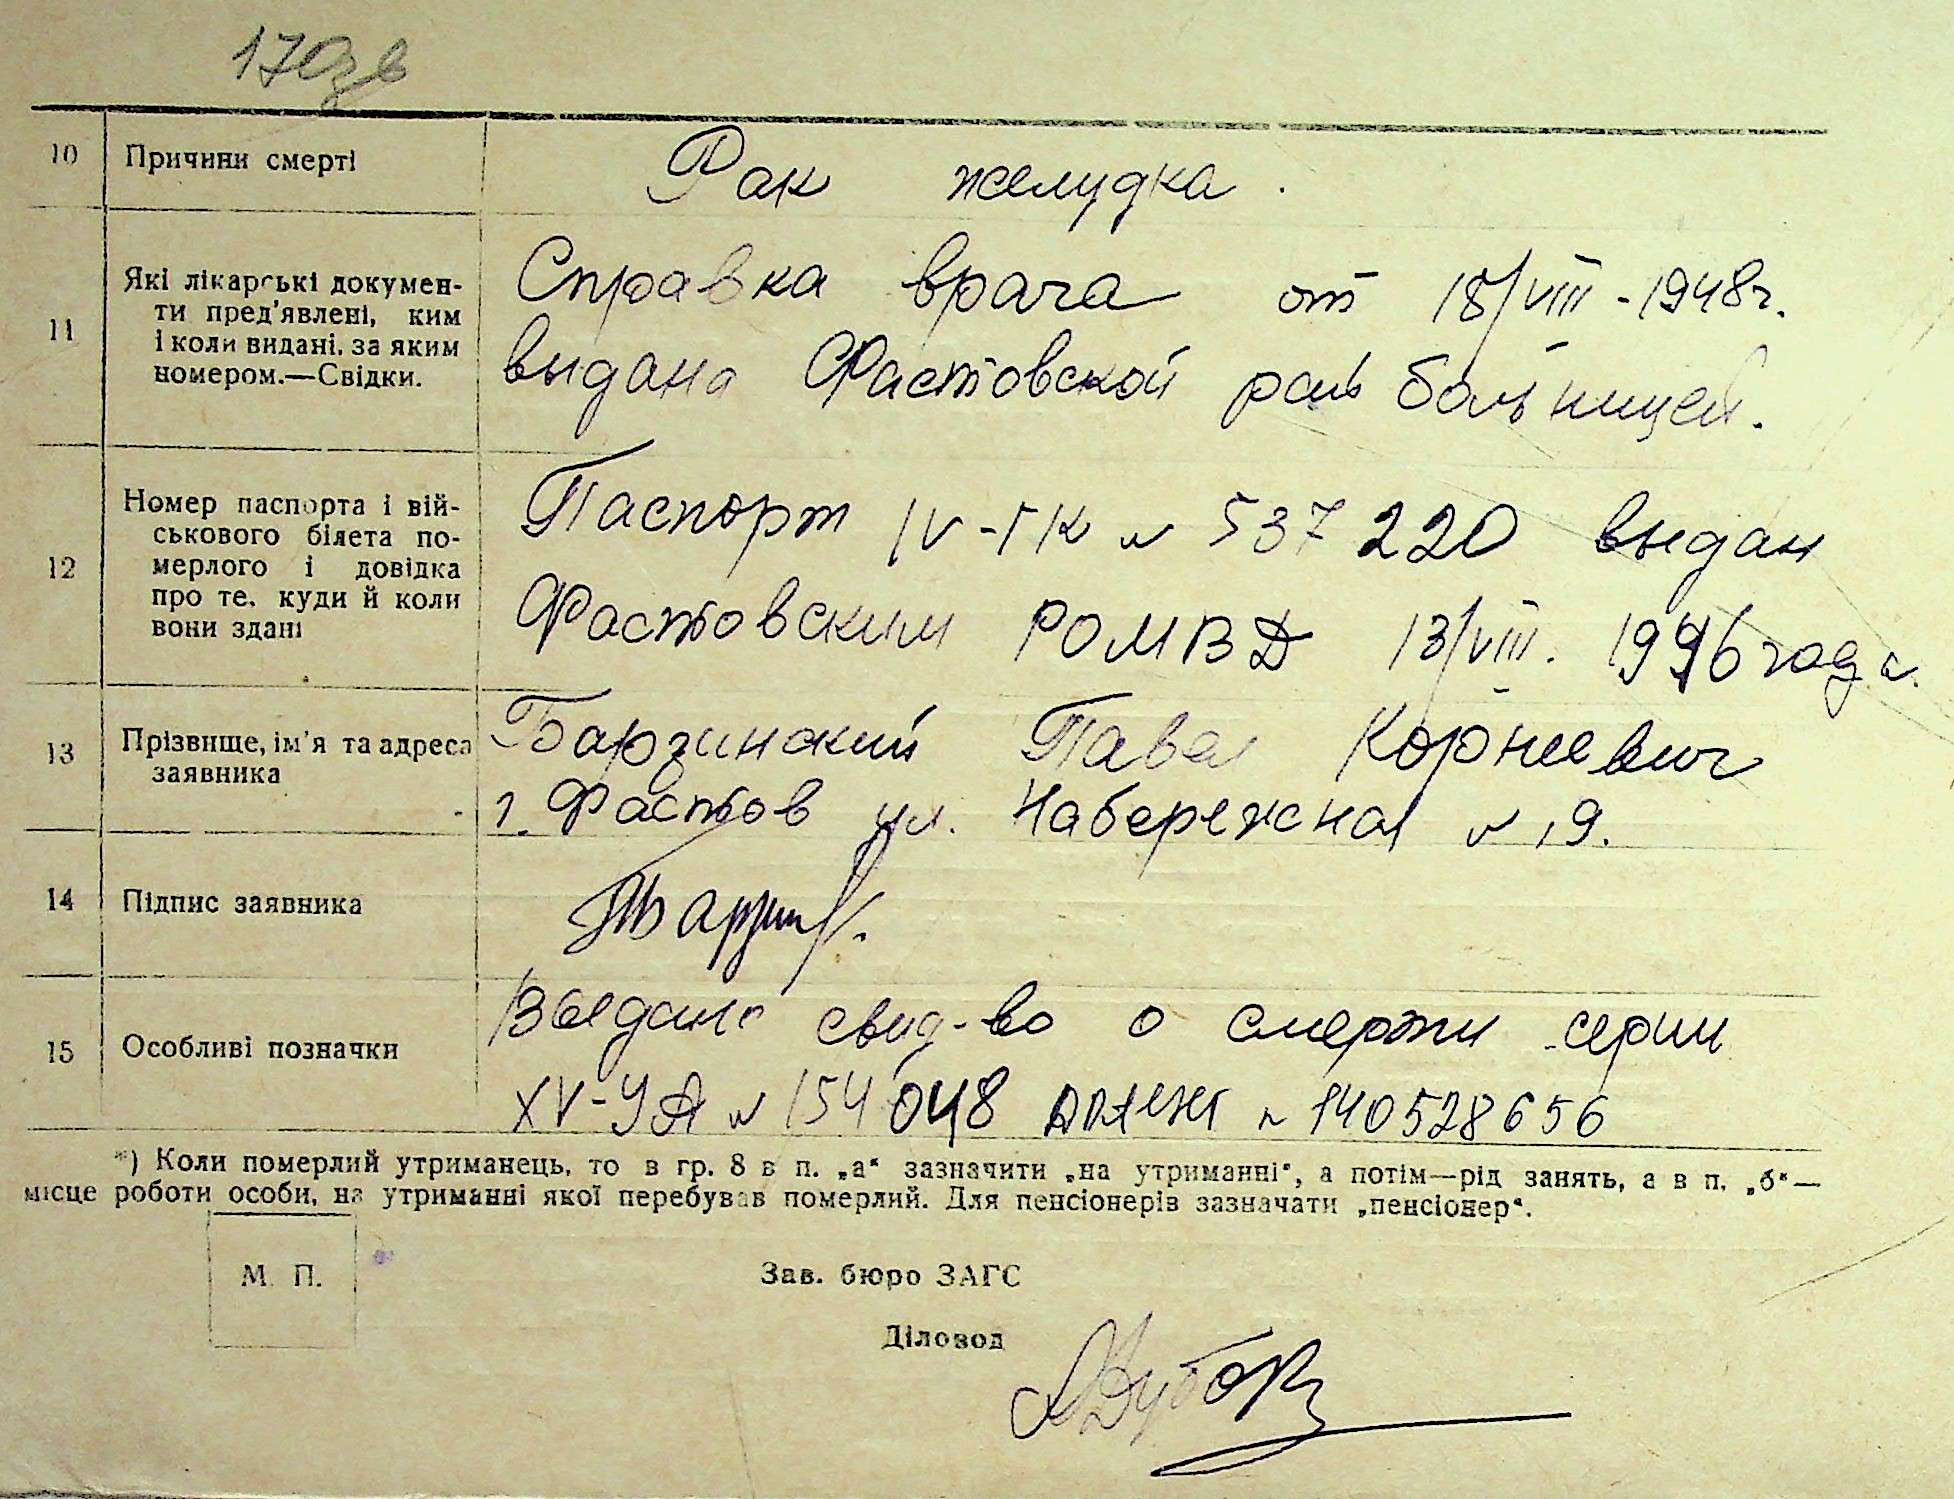 170зв
10 Причини смерті Рак желудка.
11 Які лікарські докумен-
ти пред'явлені, ким
і коли видані, за яким
номером.—Свідки.
Справка врача от 18/VIII-1948г.
выдана Фастовской рай больницей.
12 Номер паспорта і вій-
ськового білета по-
мерлого і довідка
про те, куди й коли
вони здані
Паспорт IV-ГК № 537220 выдан
Фастовским РОМВД 13/VIII. 1946 года.
13 Прізвище, ім'я та адреса
заявника
Барзинский Павел Корнеевич
г. Фастов ул. Набережная № 19.
14 Підпис заявника
15 Особливі позначки
Выдано свид-во о смерти серии
XV-УА № 154048 № 140528656
*) Коли померлий утриманець, то в гр. 8 в п. „а“ зазначити „на утриманні“, а потім—рід занять, а в п. „б“—
місце роботи особи, на утриманні якої перебував померлий. Для пенсіонерів зазначати „пенсіонер“.
М. П.
Зав. бюро ЗАГС
Діловод